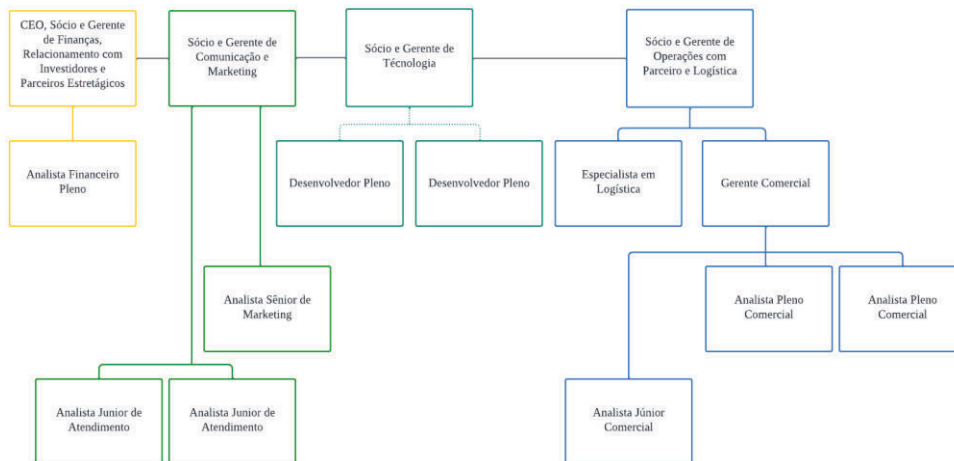 CEO, Sócio e Gerente
de Finanças,
Relacionamento com
Investidores e
Parceiros Estretágicos
Sócio e Gerente de
Comunicação e
Marketing
Sócio e Gerente de
Técnologia
Sócio e Gerente de
Operações com
Parceiro e Logística
Analista Financeiro
Pleno
Desenvolvedor Pleno
Desenvolvedor Pleno
Especialista em
Logística
Gerente Comercial
Analista Sênior de
Marketing
Analista Pleno
Comercial
Analista Pleno
Comercial
Analista Junior de
Atendimento
Analista Junior de
Atendimento
Analista Júnior
Comercial